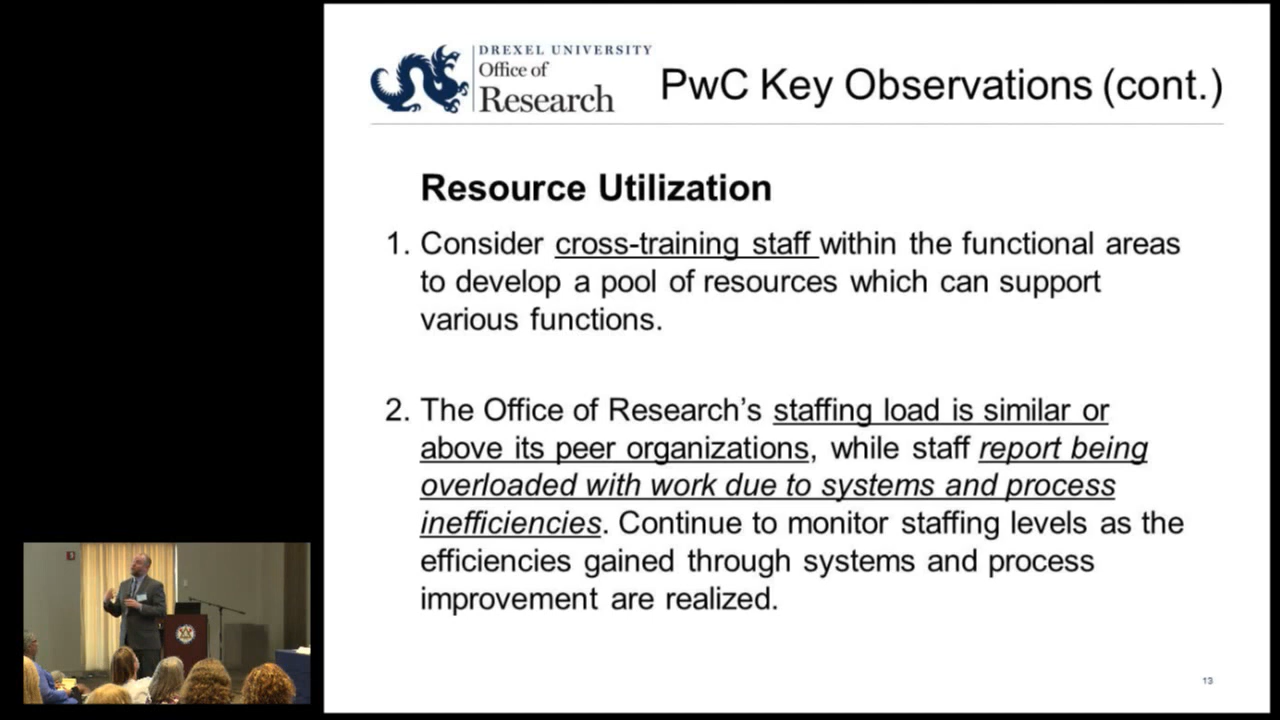 DREXEL UNIVERSITY
Office of
Research
PwC Key Observations (cont.)
Resource Utilization
1. Consider cross-training staff within the functional areas
to develop a pool of resources which can support
various functions.
2. The Office of Research’s staffing load is similar or
above its peer organizations, while staff report being
overloaded with work due to systems and process
inefficiencies. Continue to monitor staffing levels as the
efficiencies gained through systems and process
improvement are realized.
13